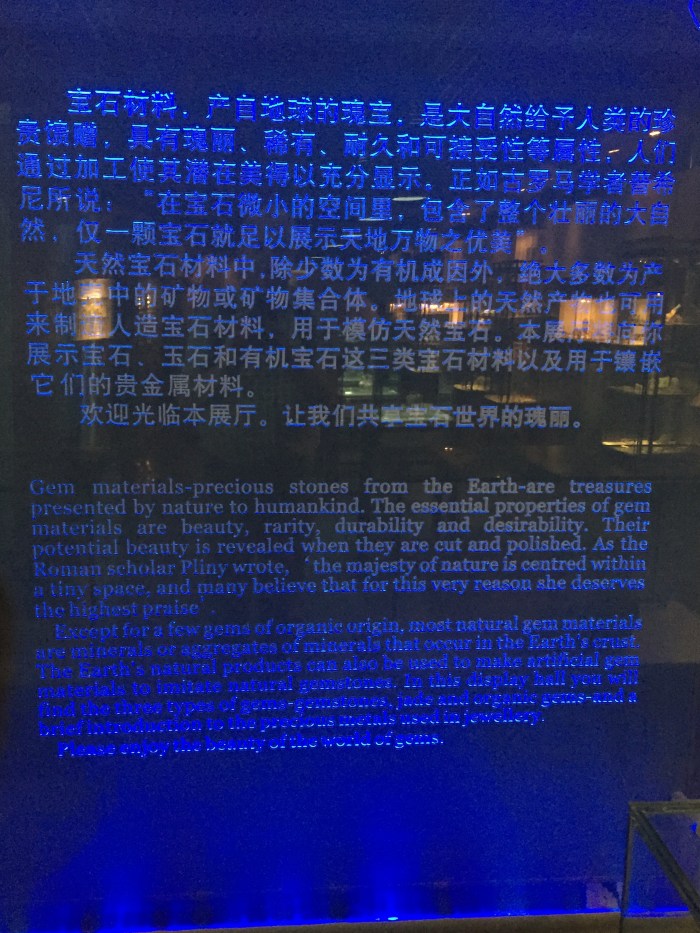 宝石材料，产自地球的瑰宝，是大自然给予人类的珍
贵馈赠，具有瑰丽、稀有、耐久和可接受性等属性，人们
通过加工使其潜在美得以充分显示。正如古罗马学者普希
尼所说：“在宝石微小的空间里，包含了整个壮丽的大自
然，仅一颗宝石就足以展示天地万物之优美”。
天然宝石材料中，除少数为有机成因外，绝大多数为产
于地壳中的矿物或矿物集合体。地球上的天然产物也可用
来制造人造宝石材料，用于模仿天然宝石。本展厅将向你
展示宝石、玉石和有机宝石这三类宝石材料以及用于镶嵌
它们的贵金属材料。
欢迎光临本展厅。让我们共享宝石世界的瑰丽。
Gem materials-precious stones from the Earth-are treasures
presented by nature to humankind. The essential properties of gem
materials are beauty, rarity, durability and desirability. Their
potential beauty is revealed when they are cut and polished. As the
Roman scholar Pliny wrote, ‘the majesty of nature is centred within
a tiny space, and many believe that for this very reason she deserves
the highest praise’.
Except for a few gems of organic origin, most natural gem materials
are minerals or aggregates of minerals that occur in the Earth's crust.
The Earth's natural products can also be used to make artificial gem
materials to imitate natural gemstones. In this display hall you will
find the three types of gems-gemstones, jade and organic gems-and a
brief introduction to the precious metals used in jewellery.
Please enjoy the beauty of the world of gems.